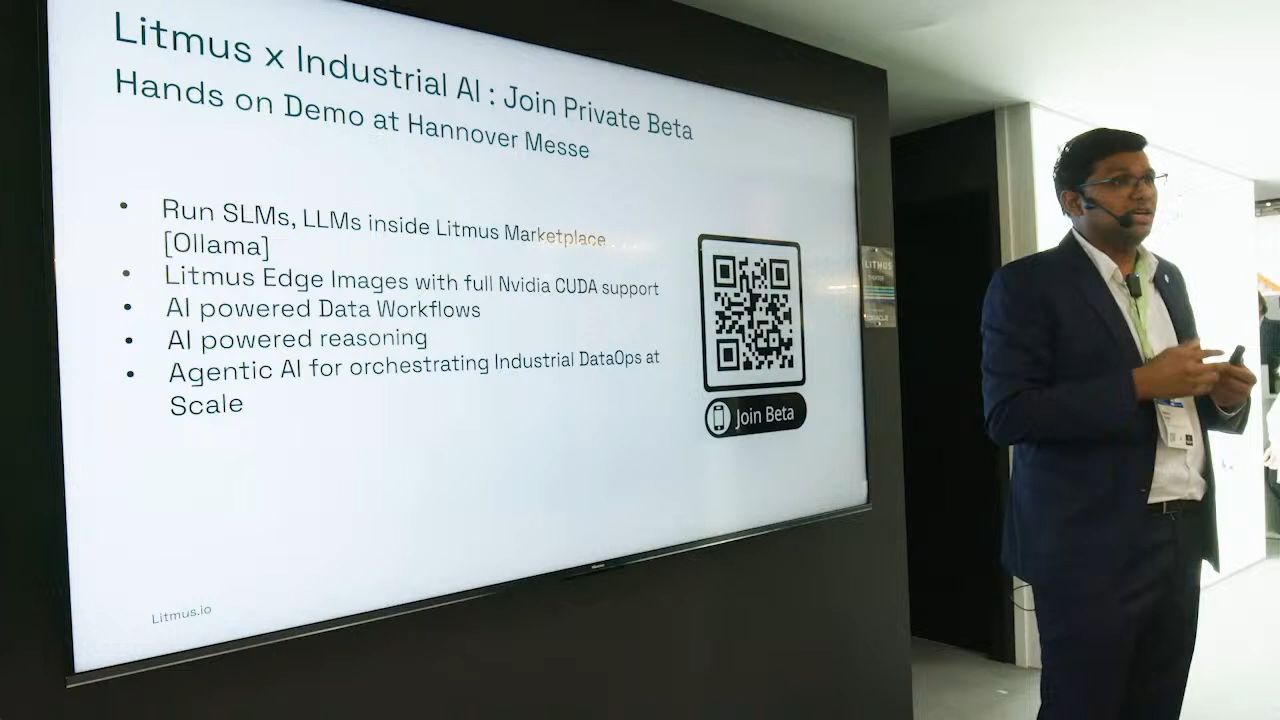 Litmus x Industrial AI : Join Private Beta
Hands on Demo at Hannover Messe
• Run SLMs, LLMs inside Litmus Marketplace
[Ollama]
• Litmus Edge Images with full Nvidia CUDA support
• AI powered Data Workflows
• AI powered reasoning
• Agentic AI for orchestrating Industrial DataOps at
Scale
Join Beta
Litmus.io
LITMUS